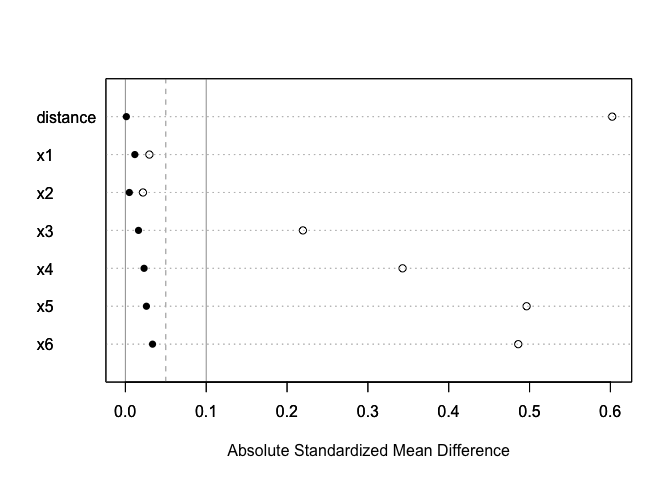 distance
x1
x2
x3
x4
x5
x6
0.0 0.1 0.2 0.3 0.4 0.5 0.6
Absolute Standardized Mean Difference